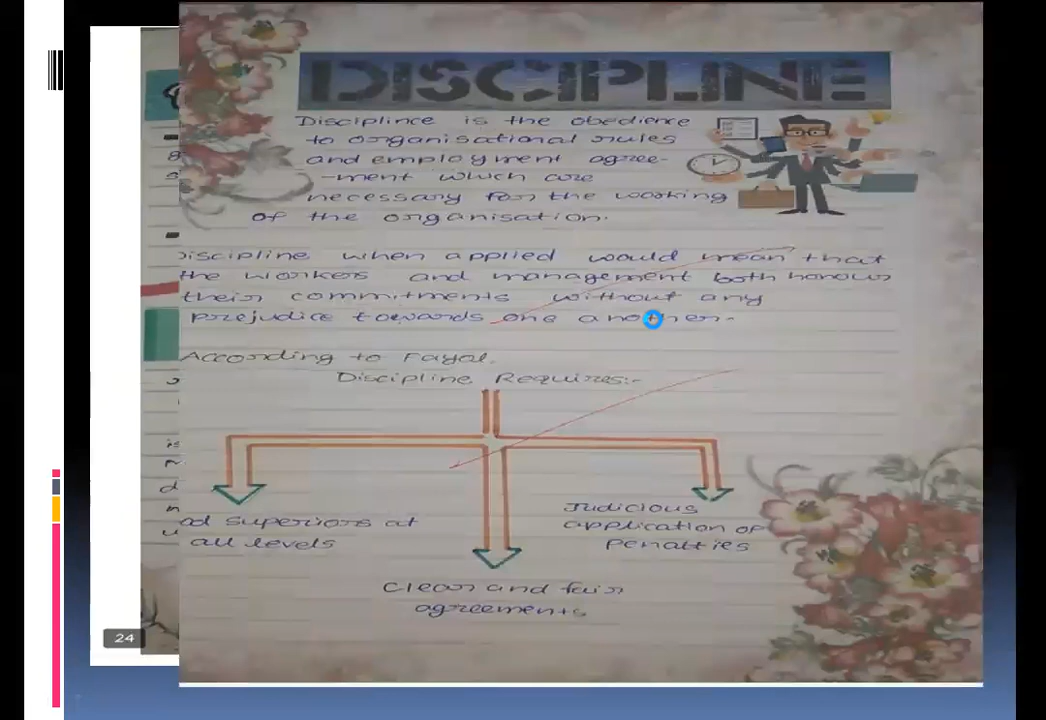 DISCIPLINE
Disciplince is the obedience
to organisational rules
and employment agree-
-ment which are
necessary for the working
of the organisation.
iscipline when applied would mean that
the workers and management both honour
their commitments without any
prejudice towards one another.
According to Fayol.
Discipline Requires:-
od superiors at
all levels
Judicious
application of
Penalties
Clear and fair
agreements
24